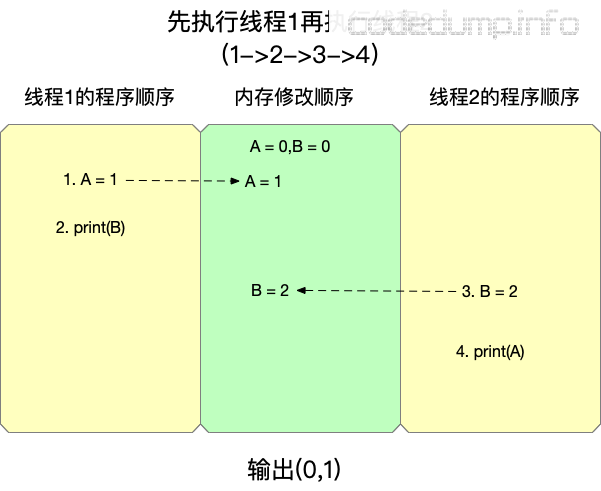 先执行线程1再执行线程2
codedumpinfo
(1->2->3->4)
线程1的程序顺序
内存修改顺序
线程2的程序顺序
A = 0,B = 0
1. A = 1
A = 1
2. print(B)
B = 2
3. B = 2
4. print(A)
输出(0,1)